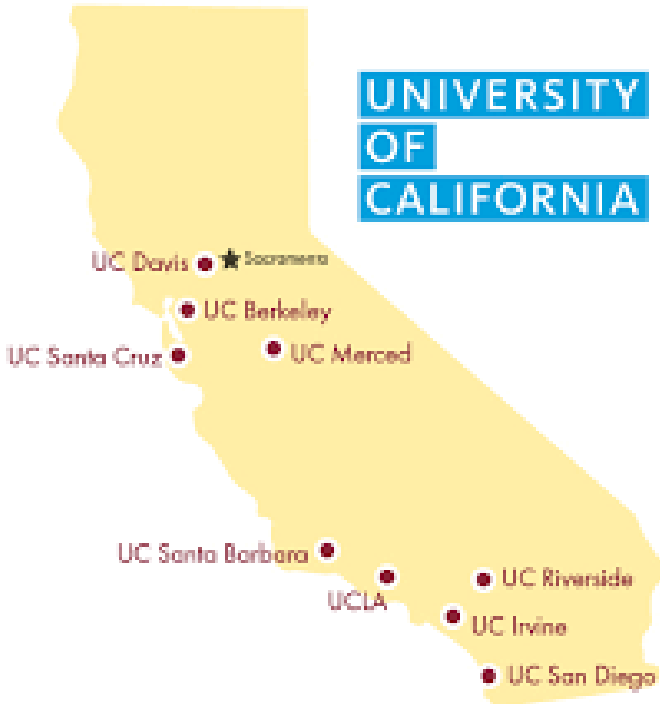 UNIVERSITY
OF
CALIFORNIA
UC Davis
Sacramento
UC Berkeley
UC Santa Cruz
UC Merced
UC Santa Barbara
UCLA
UC Riverside
UC Irvine
UC San Diego